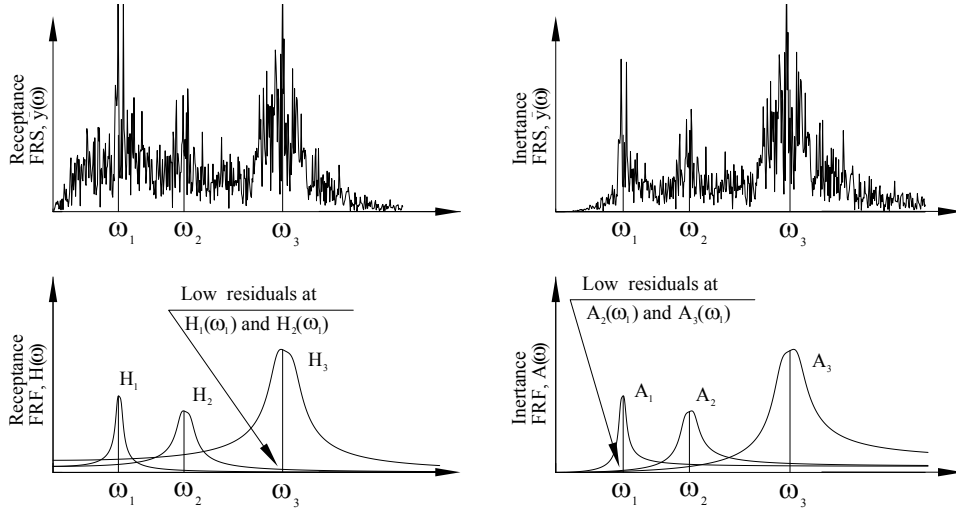 Receptance
FRS, ȳ(ω)
ω₁
ω₂
ω₃
Inertance
FRS, ÿ(ω)
ω₁
ω₂
ω₃
Receptance
FRF, H(ω)
Low residuals at
H₁(ω₁) and H₂(ω₁)
H₁
H₂
H₃
ω₁
ω₂
ω₃
Inertance
FRF, A(ω)
Low residuals at
A₂(ω₁) and A₃(ω₁)
A₁
A₂
A₃
ω₁
ω₂
ω₃